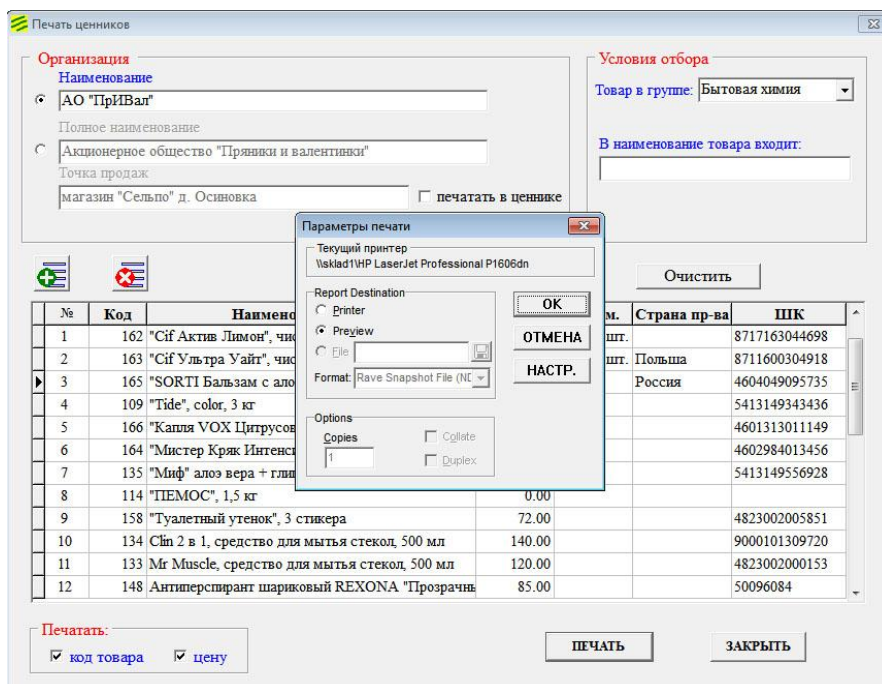 Печать ценников
Организация
Наименование
АО "ПрИВал"
Полное наименование
Акционерное общество "Пряники и валентинки"
Точка продаж
магазин "Сельпо" д. Осиновка
печатать в ценнике
Условия отбора
Товар в группе: Бытовая химия
В наименование товара входит:
Параметры печати
Текущий принтер
\\sklad1\HP LaserJet Professional P1606dn
Report Destination
Printer
Preview
File
Format: Rave Snapshot File (ND
Options
Copies
1
Collate
Duplex
OK
ОТМЕНА
НАСТР.
Очистить
№ Код Наимено м. Страна пр-ва ШК
1 162 "Cif Актив Лимон", чис шт. 8717163044698
2 163 "Cif Ультра Уайт", чис шт. Польша 8711600304918
3 165 "SORTI Бальзам с ало Россия 4604049095735
4 109 "Tide", color, 3 кг 5413149343436
5 166 "Капля VOX Цитрусов 4601313011149
6 164 "Мистер Кряк Интенси 4602984013456
7 135 "Миф" алоэ вера + гли 5413149556928
8 114 "ПЕМОС", 1,5 кг 0.00
9 158 "Туалетный утенок", 3 стикера 72.00 4823002005851
10 134 Clin 2 в 1, средство для мытья стекол, 500 мл 140.00 9000101309720
11 133 Mr Muscle, средство для мытья стекол, 500 мл 120.00 4823002000153
12 148 Антиперспирант шариковый REXONA "Прозрачнь 85.00 50096084
Печатать:
код товара цену
ПЕЧАТЬ
ЗАКРЫТЬ